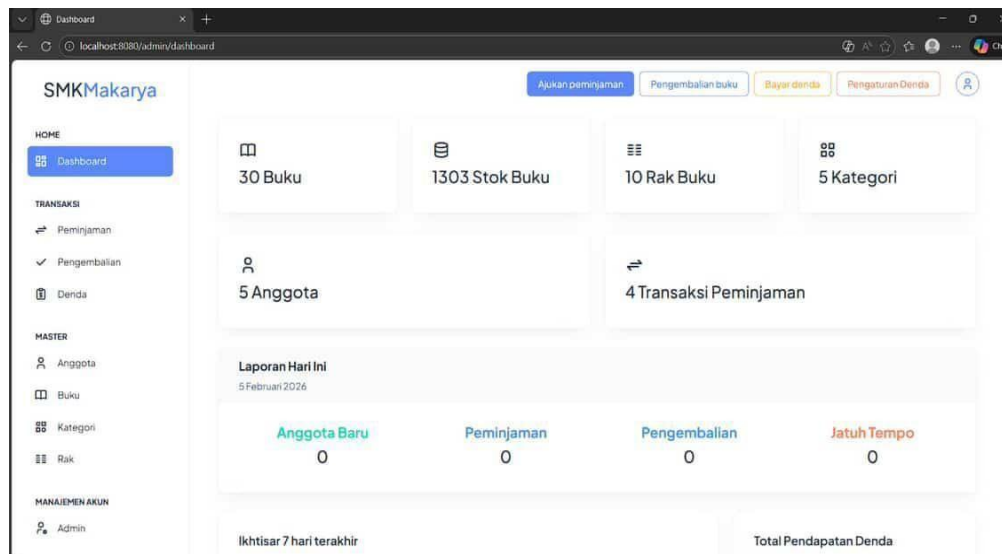 Dashboard
localhost:8080/admin/dashboard
SMKMakarya
Ajukan peminjaman
Pengembalian buku
Bayar denda
Pengaturan Denda
HOME
Dashboard
TRANSAKSI
Peminjaman
Pengembalian
Denda
MASTER
Anggota
Buku
Kategori
Rak
MANAJEMEN AKUN
Admin
30 Buku
1303 Stok Buku
10 Rak Buku
5 Kategori
5 Anggota
4 Transaksi Peminjaman
Laporan Hari Ini
5 Februari 2026
Anggota Baru
0
Peminjaman
0
Pengembalian
0
Jatuh Tempo
0
Ikhtisar 7 hari terakhir
Total Pendapatan Denda